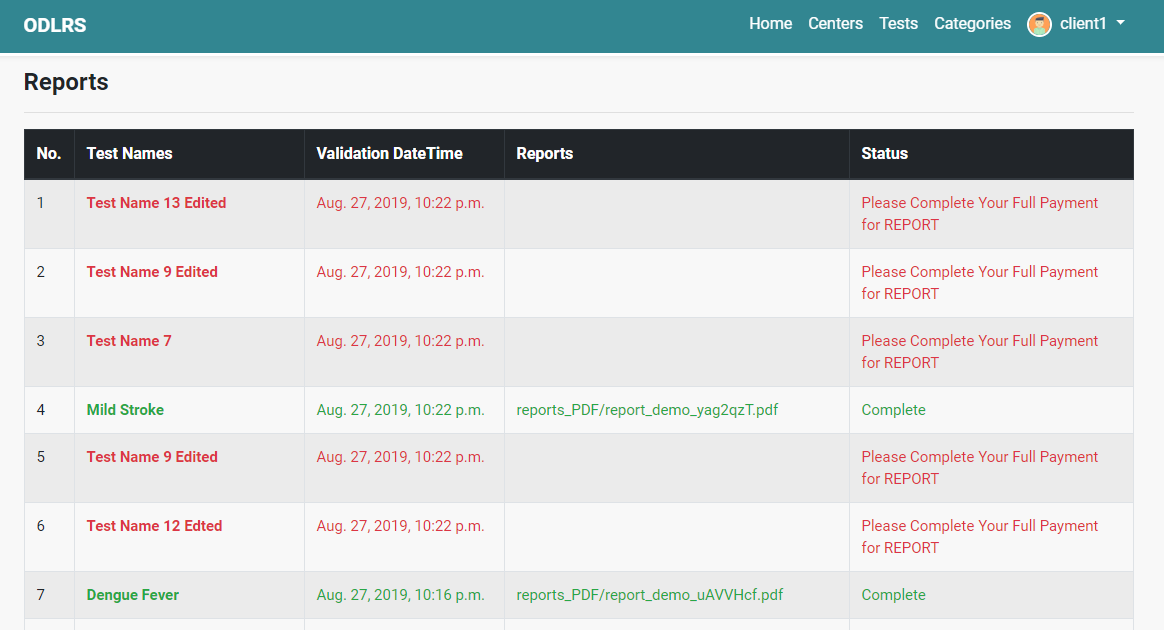 ODLRS Home Centers Tests Categories client1
Reports
No. Test Names Validation DateTime Reports Status
1 Test Name 13 Edited Aug. 27, 2019, 10:22 p.m. Please Complete Your Full Payment
for REPORT
2 Test Name 9 Edited Aug. 27, 2019, 10:22 p.m. Please Complete Your Full Payment
for REPORT
3 Test Name 7 Aug. 27, 2019, 10:22 p.m. Please Complete Your Full Payment
for REPORT
4 Mild Stroke Aug. 27, 2019, 10:22 p.m. reports_PDF/report_demo_yag2qzT.pdf Complete
5 Test Name 9 Edited Aug. 27, 2019, 10:22 p.m. Please Complete Your Full Payment
for REPORT
6 Test Name 12 Edted Aug. 27, 2019, 10:22 p.m. Please Complete Your Full Payment
for REPORT
7 Dengue Fever Aug. 27, 2019, 10:16 p.m. reports_PDF/report_demo_uAVVHcf.pdf Complete